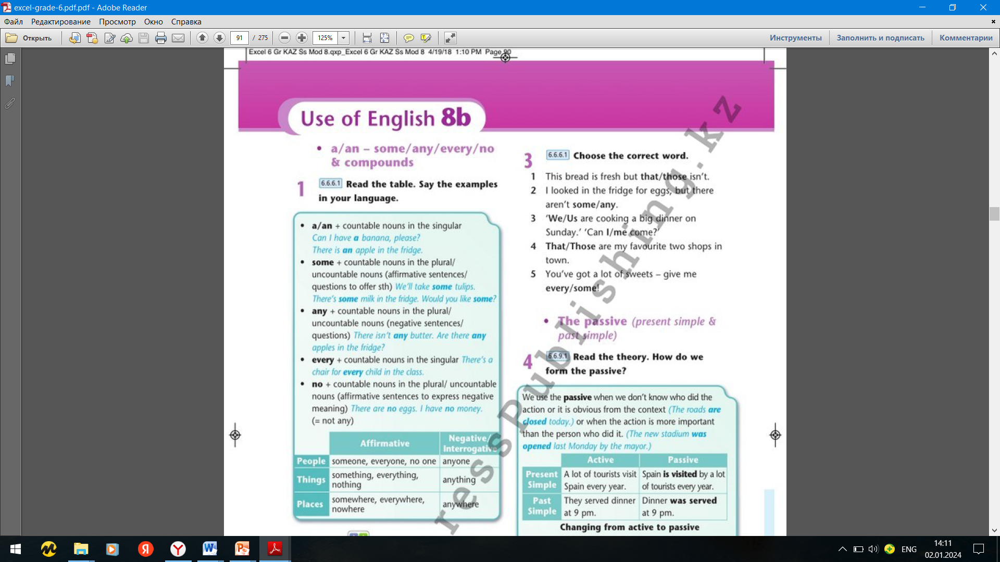 excel-grade-6.pdf.pdf - Adobe Reader
Файл Редактирование Просмотр Окно Справка
Открыть 91 / 275 125% Инструменты Заполнить и подписать Комментарии
Excel 6 Gr KAZ Ss Mod 8.qxp_Excel 6 Gr KAZ Ss Mod 8 4/19/18 1:10 PM Page 90
Use of English 8b
• a/an – some/any/every/no
& compounds
1 6.6.6.1 Read the table. Say the examples
in your language.
• a/an + countable nouns in the singular
Can I have a banana, please?
There is an apple in the fridge.
• some + countable nouns in the plural/
uncountable nouns (affirmative sentences/
questions to offer sth) We'll take some tulips.
There's some milk in the fridge. Would you like some?
• any + countable nouns in the plural/
uncountable nouns (negative sentences/
questions) There isn't any butter. Are there any
apples in the fridge?
• every + countable nouns in the singular There's a
chair for every child in the class.
• no + countable nouns in the plural/ uncountable
nouns (affirmative sentences to express negative
meaning) There are no eggs. I have no money.
(= not any)
Affirmative Negative/
Interrogative
People someone, everyone, no one anyone
Things something, everything,
nothing anything
Places somewhere, everywhere,
nowhere anywhere
3 6.6.6.1 Choose the correct word.
1 This bread is fresh but that/those isn't.
2 I looked in the fridge for eggs, but there
aren't some/any.
3 'We/Us are cooking a big dinner on
Sunday.' 'Can I/me come?'
4 That/Those are my favourite two shops in
town.
5 You've got a lot of sweets – give me
every/some!
• The passive (present simple &
past simple)
4 6.6.9.1 Read the theory. How do we
form the passive?
We use the passive when we don't know who did the
action or it is obvious from the context (The roads are
closed today.) or when the action is more important
than the person who did it. (The new stadium was
opened last Monday by the mayor.)
Active Passive
Present
Simple A lot of tourists visit
Spain every year. Spain is visited by a lot
of tourists every year.
Past
Simple They served dinner
at 9 pm. Dinner was served
at 9 pm.
Changing from active to passive
ressPublishing.kz
ENG 14:11
02.01.2024